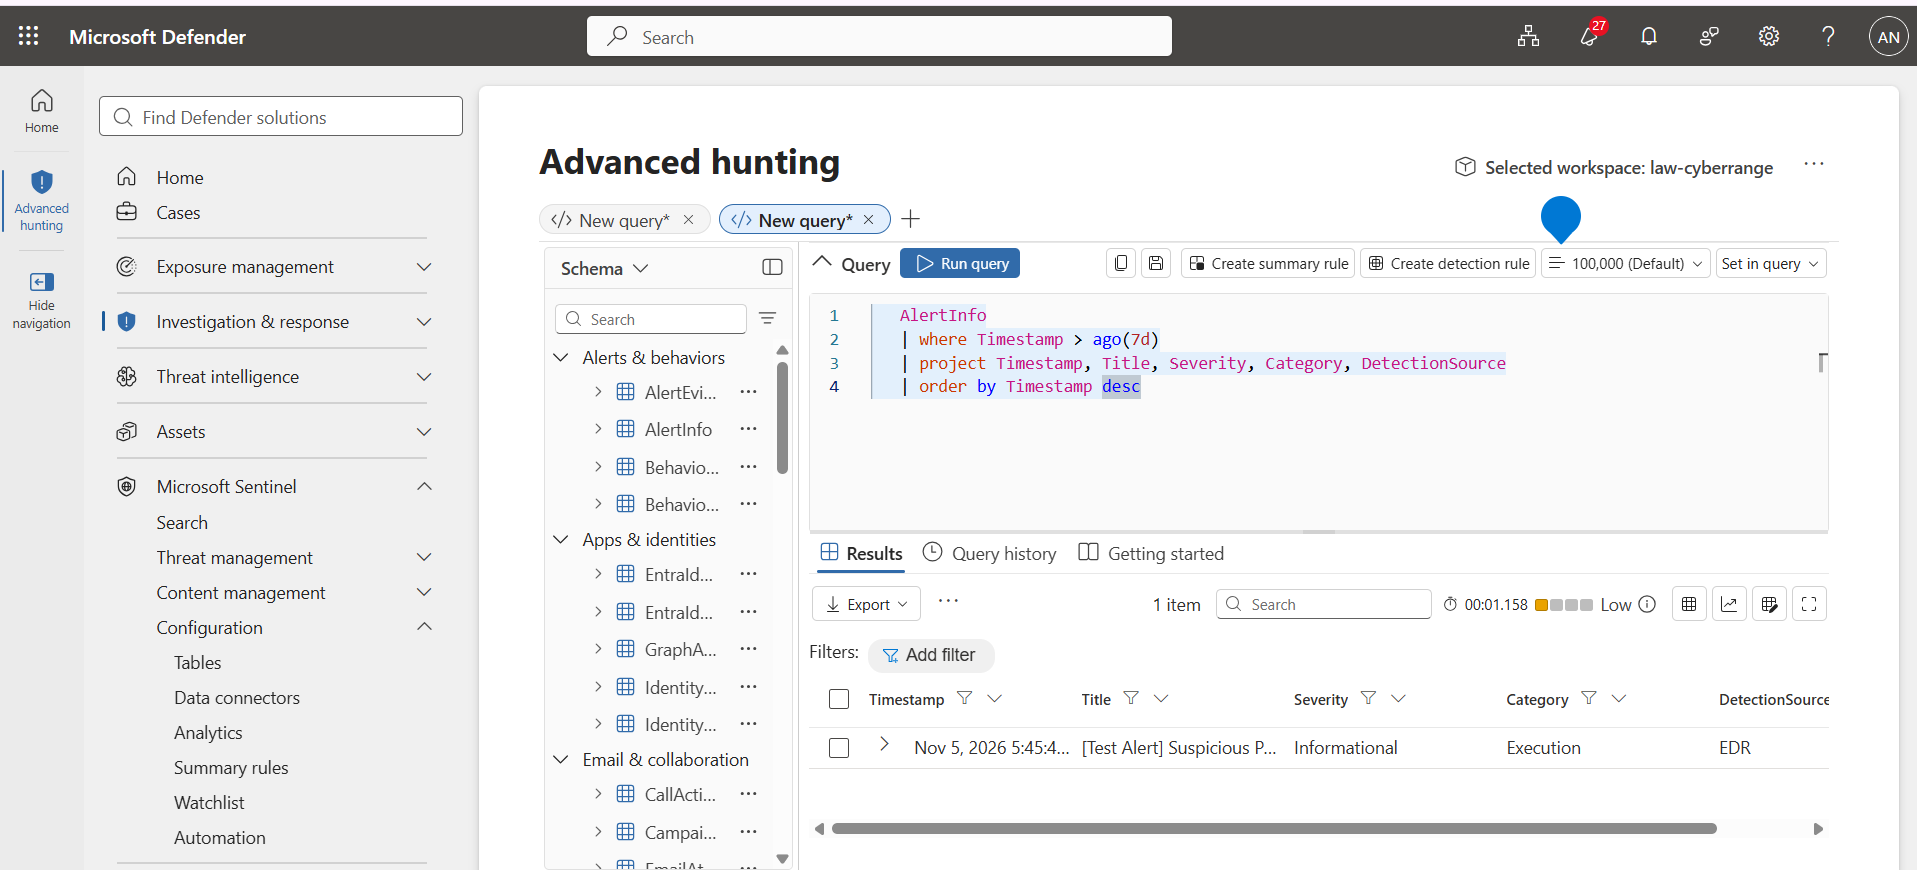 Microsoft Defender
Search
27
AN
Home
Advanced
hunting
Hide
navigation
Find Defender solutions
Home
Cases
Exposure management
Investigation & response
Threat intelligence
Assets
Microsoft Sentinel
Search
Threat management
Content management
Configuration
Tables
Data connectors
Analytics
Summary rules
Watchlist
Automation
Advanced hunting
Selected workspace: law-cyberrange
New query*
New query*
Schema
Search
Alerts & behaviors
AlertEvi...
AlertInfo
Behavio...
Behavio...
Apps & identities
EntraId...
EntraId...
GraphA...
Identity...
Identity...
Email & collaboration
CallActi...
Campai...
EmailAt
Query
Run query
Create summary rule
Create detection rule
100,000 (Default)
Set in query
1 AlertInfo
2 | where Timestamp > ago(7d)
3 | project Timestamp, Title, Severity, Category, DetectionSource
4 | order by Timestamp desc
Results
Query history
Getting started
Export
1 item
Search
00:01.158
Low
Filters:
Add filter
Timestamp Title Severity Category DetectionSource
Nov 5, 2026 5:45:4... [Test Alert] Suspicious P... Informational Execution EDR